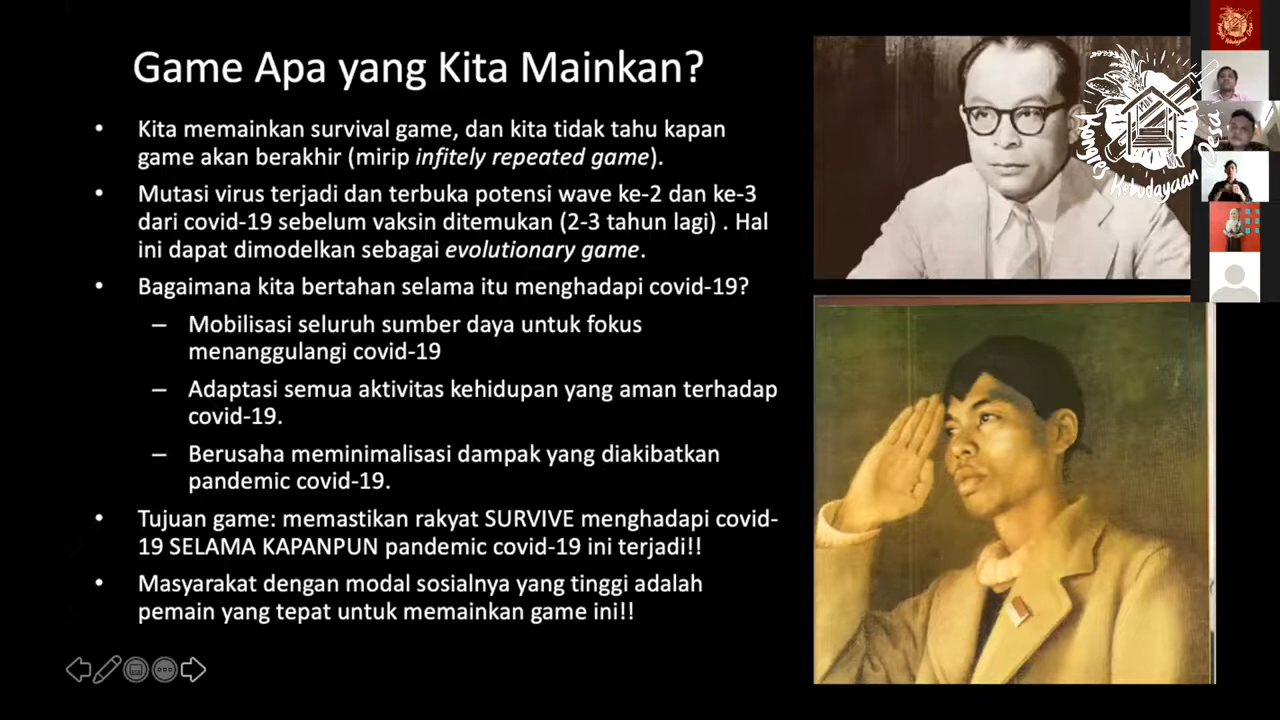 Game Apa yang Kita Mainkan?
• Kita memainkan survival game, dan kita tidak tahu kapan
game akan berakhir (mirip infitely repeated game).
• Mutasi virus terjadi dan terbuka potensi wave ke-2 dan ke-3
dari covid-19 sebelum vaksin ditemukan (2-3 tahun lagi) . Hal
ini dapat dimodelkan sebagai evolutionary game.
• Bagaimana kita bertahan selama itu menghadapi covid-19?
– Mobilisasi seluruh sumber daya untuk fokus
menanggulangi covid-19
– Adaptasi semua aktivitas kehidupan yang aman terhadap
covid-19.
– Berusaha meminimalisasi dampak yang diakibatkan
pandemic covid-19.
• Tujuan game: memastikan rakyat SURVIVE menghadapi covid-
19 SELAMA KAPANPUN pandemic covid-19 ini terjadi!!
• Masyarakat dengan modal sosialnya yang tinggi adalah
pemain yang tepat untuk memainkan game ini!!
Kongres Kebudayaan Desa